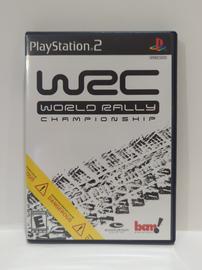 PlayStation 2
WRC
WORLD RALLY
CHAMPIONSHIP
E
bam!